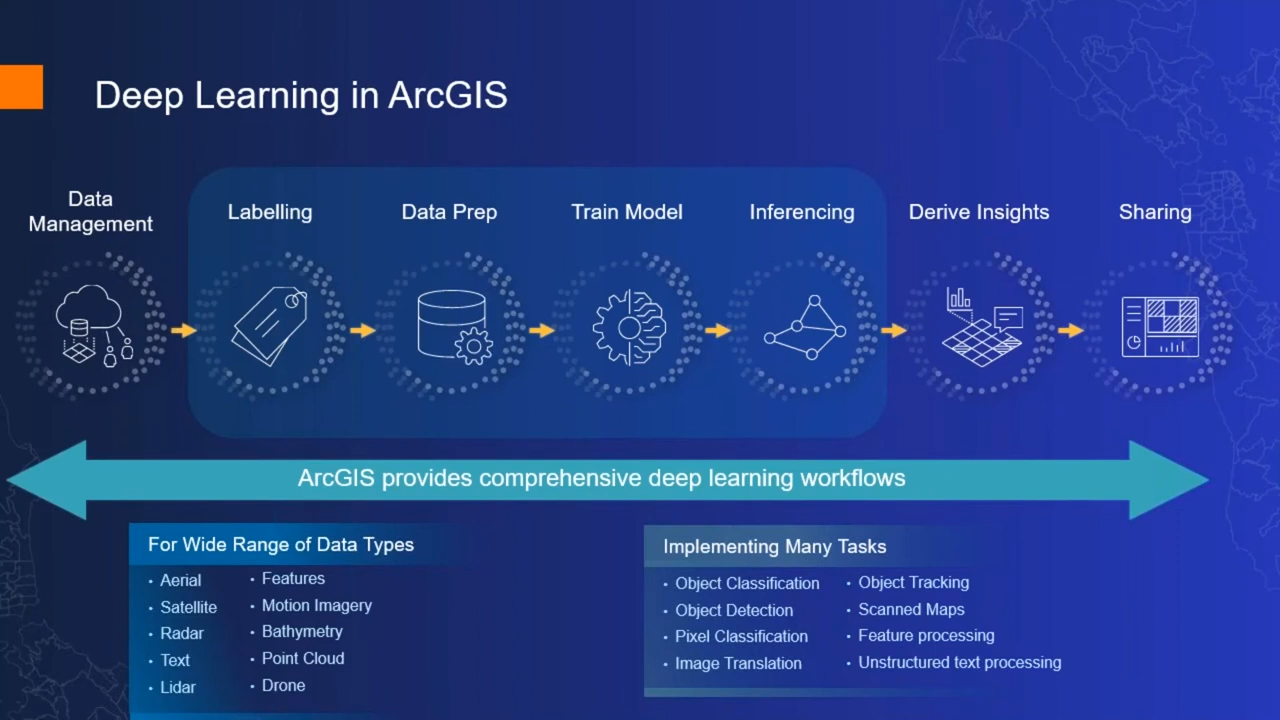 Deep Learning in ArcGIS
Data
Management
Labelling
Data Prep
Train Model
Inferencing
Derive Insights
Sharing
ArcGIS provides comprehensive deep learning workflows
For Wide Range of Data Types
• Aerial
• Satellite
• Radar
• Text
• Lidar
• Features
• Motion Imagery
• Bathymetry
• Point Cloud
• Drone
Implementing Many Tasks
• Object Classification
• Object Detection
• Pixel Classification
• Image Translation
• Object Tracking
• Scanned Maps
• Feature processing
• Unstructured text processing